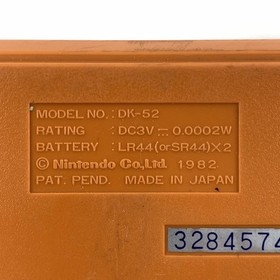 MODEL NO.: DK-52
RATING : DC3V⎓0.0002W
BATTERY : LR44(orSR44)×2
© Nintendo Co.,Ltd. 1982
PAT. PEND. MADE IN JAPAN
3284574